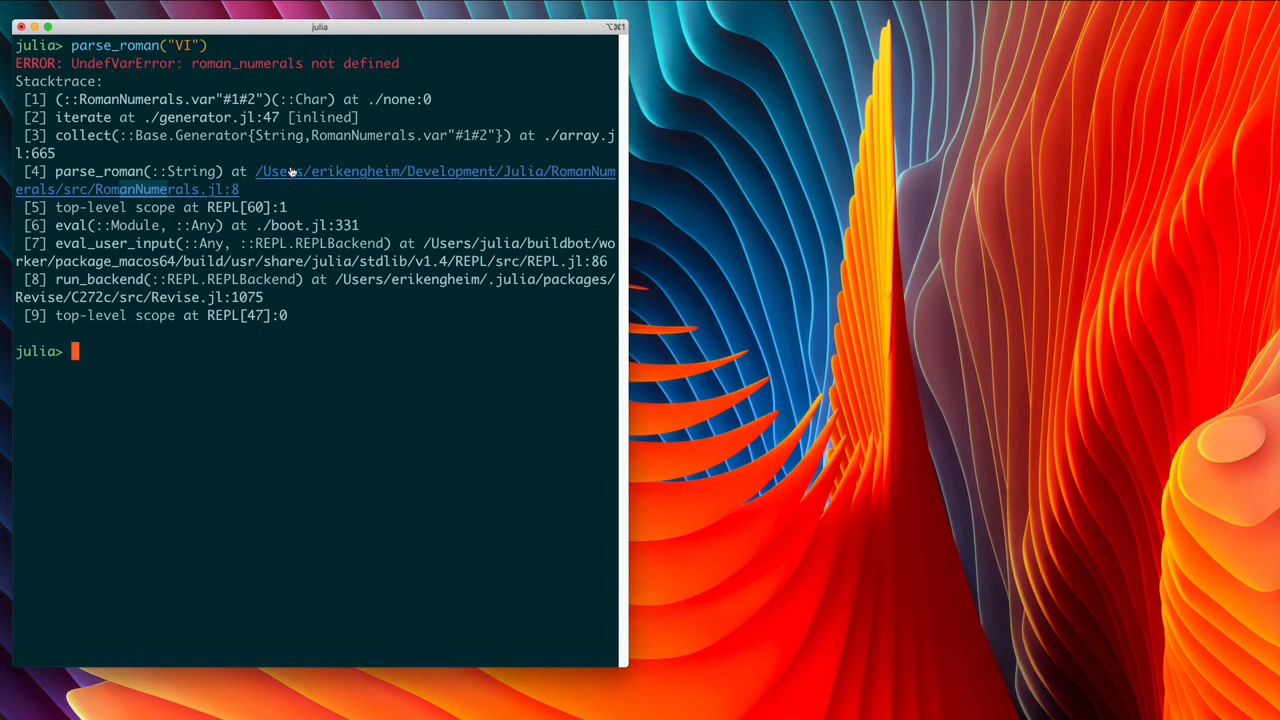 julia
⌥⌘1
julia> parse_roman("VI")
ERROR: UndefVarError: roman_numerals not defined
Stacktrace:
[1] (::RomanNumerals.var"#1#2")(::Char) at ./none:0
[2] iterate at ./generator.jl:47 [inlined]
[3] collect(::Base.Generator{String,RomanNumerals.var"#1#2"}) at ./array.j
l:665
[4] parse_roman(::String) at /Users/erikengheim/Development/Julia/RomanNum
erals/src/RomanNumerals.jl:8
[5] top-level scope at REPL[60]:1
[6] eval(::Module, ::Any) at ./boot.jl:331
[7] eval_user_input(::Any, ::REPL.REPLBackend) at /Users/julia/buildbot/wo
rker/package_macos64/build/usr/share/julia/stdlib/v1.4/REPL/src/REPL.jl:86
[8] run_backend(::REPL.REPLBackend) at /Users/erikengheim/.julia/packages/
Revise/C272c/src/Revise.jl:1075
[9] top-level scope at REPL[47]:0
julia>